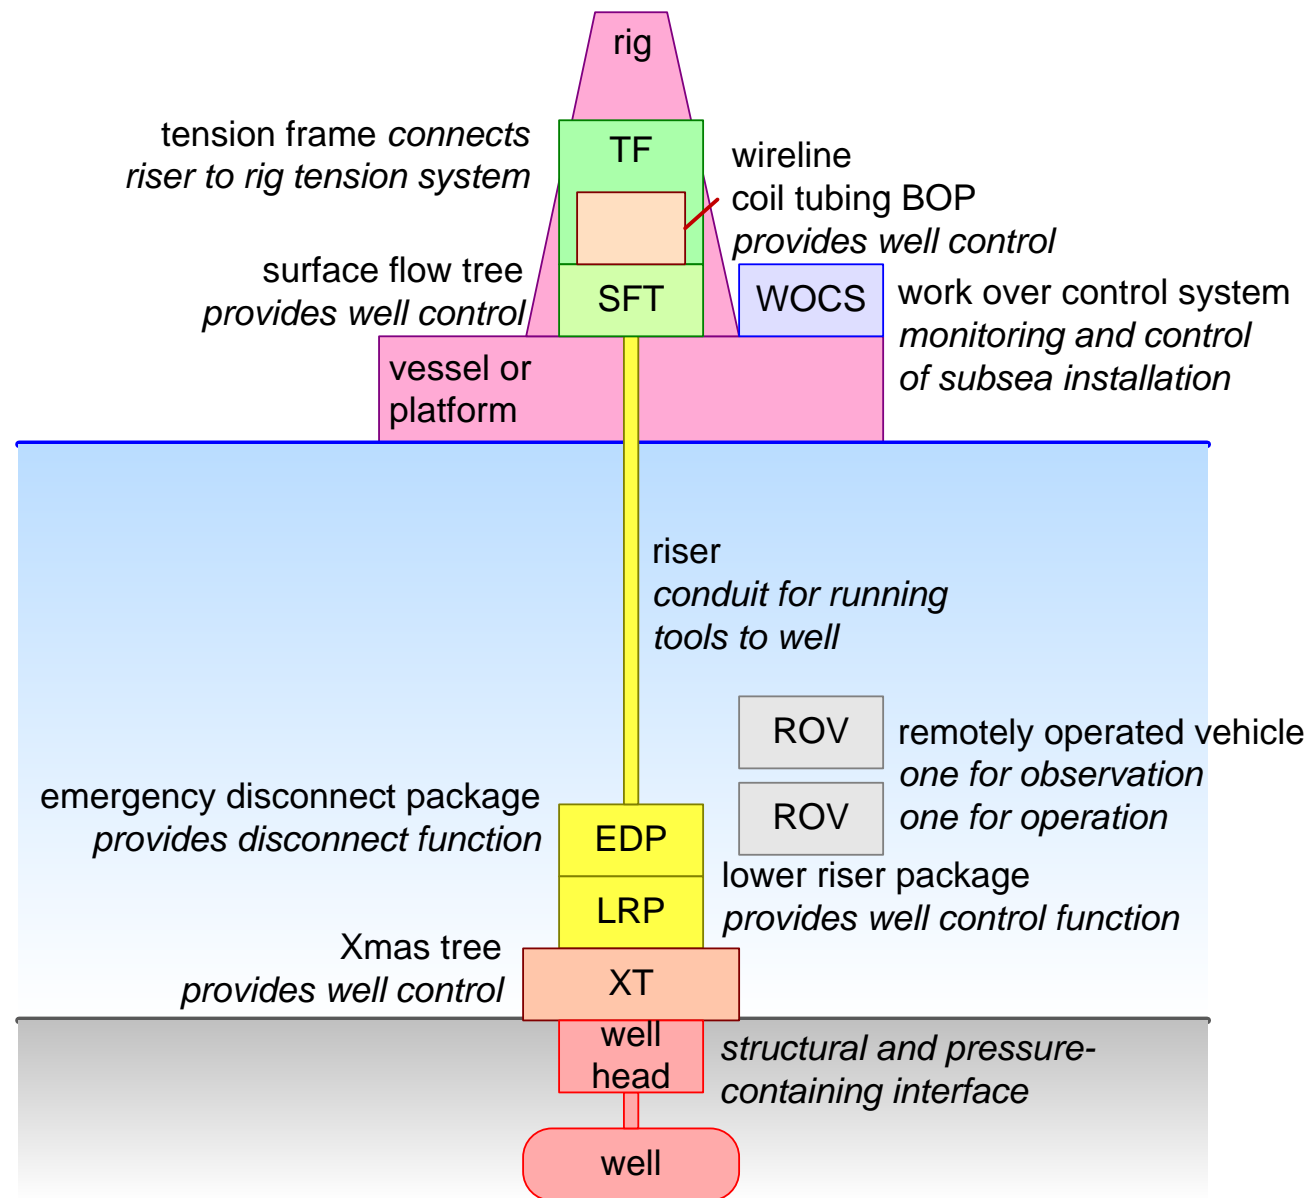 rig
tension frame connects
riser to rig tension system
TF
wireline
coil tubing BOP
provides well control
surface flow tree
provides well control
SFT
WOCS
work over control system
monitoring and control
of subsea installation
vessel or
platform
riser
conduit for running
tools to well
ROV
remotely operated vehicle
one for observation
ROV
one for operation
emergency disconnect package
provides disconnect function
EDP
lower riser package
provides well control function
LRP
Xmas tree
provides well control
XT
well
head
structural and pressure-
containing interface
well